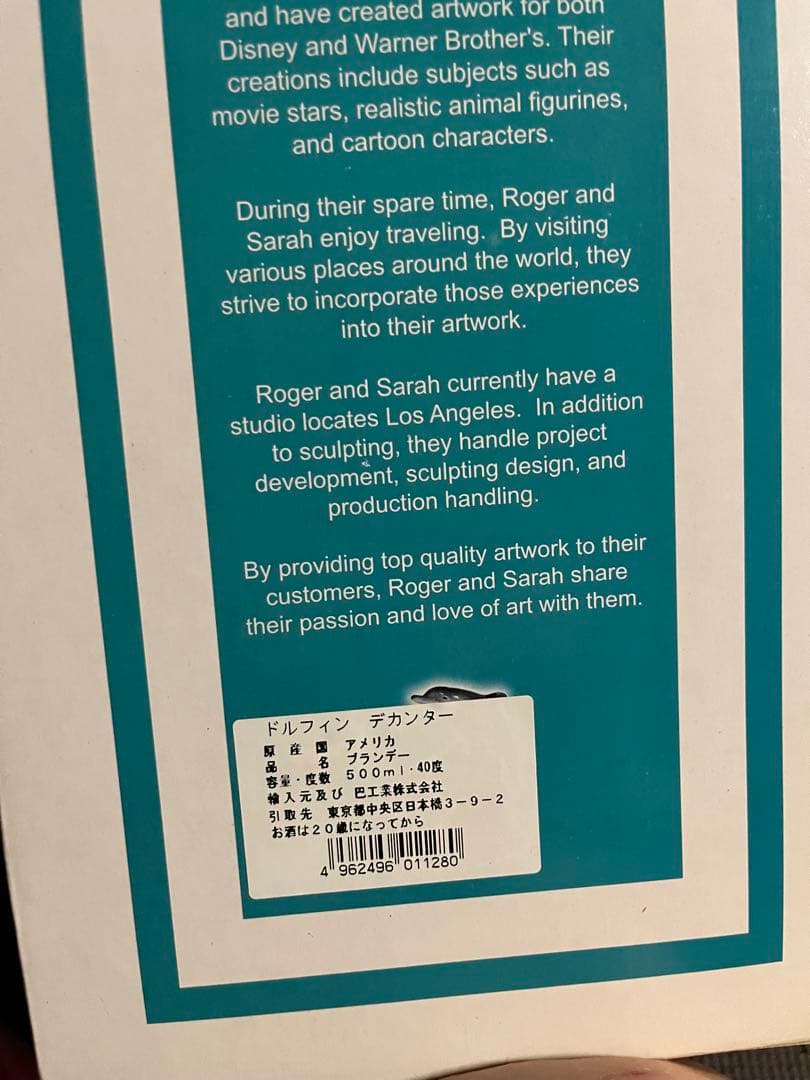 and have created artwork for both
Disney and Warner Brother's. Their
creations include subjects such as
movie stars, realistic animal figurines,
and cartoon characters.
During their spare time, Roger and
Sarah enjoy traveling. By visiting
various places around the world, they
strive to incorporate those experiences
into their artwork.
Roger and Sarah currently have a
studio locates Los Angeles. In addition
to sculpting, they handle project
development, sculpting design, and
production handling.
By providing top quality artwork to their
customers, Roger and Sarah share
their passion and love of art with them.
ドルフィン デカンター
原産国 アメリカ
品名 ブランデー
容量・度数 500ml・40度
輸入元及び 巴工業株式会社
引取先 東京都中央区日本橋3-9-2
お酒は20歳になってから
4 962496 011280